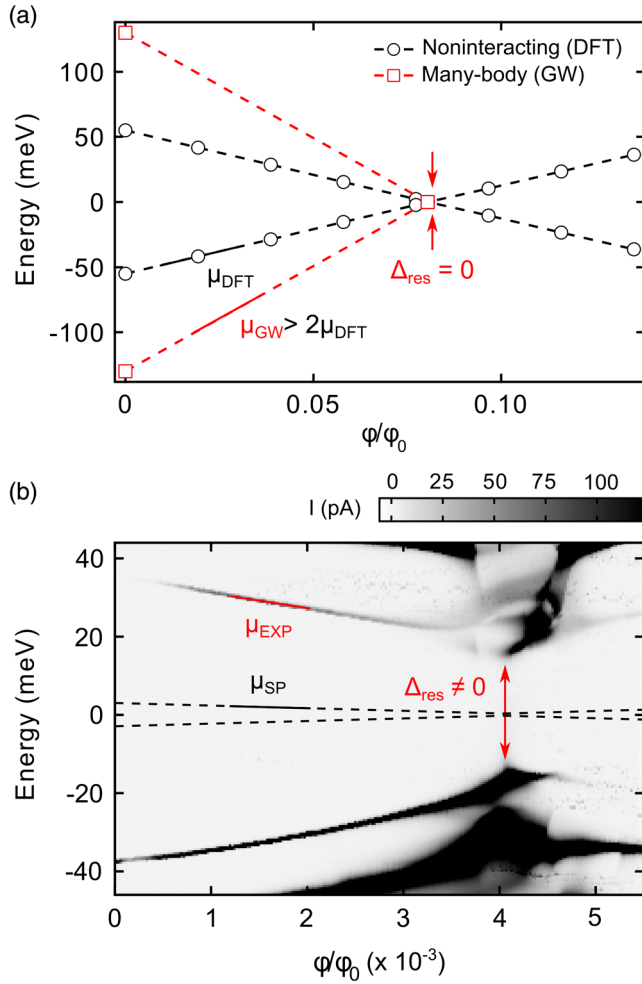 (a)
Noninteracting (DFT)
Many-body (GW)
Energy (meV)
100
50
0
-50
-100
μDFT
μGW> 2μDFT
Δres = 0
0
0.05
0.10
φ/φ0
(b)
I (pA)
0 25 50 75 100
Energy (meV)
40
20
0
-20
-40
μEXP
μSP
Δres ≠ 0
0 1 2 3 4 5
φ/φ0 (x 10-3)